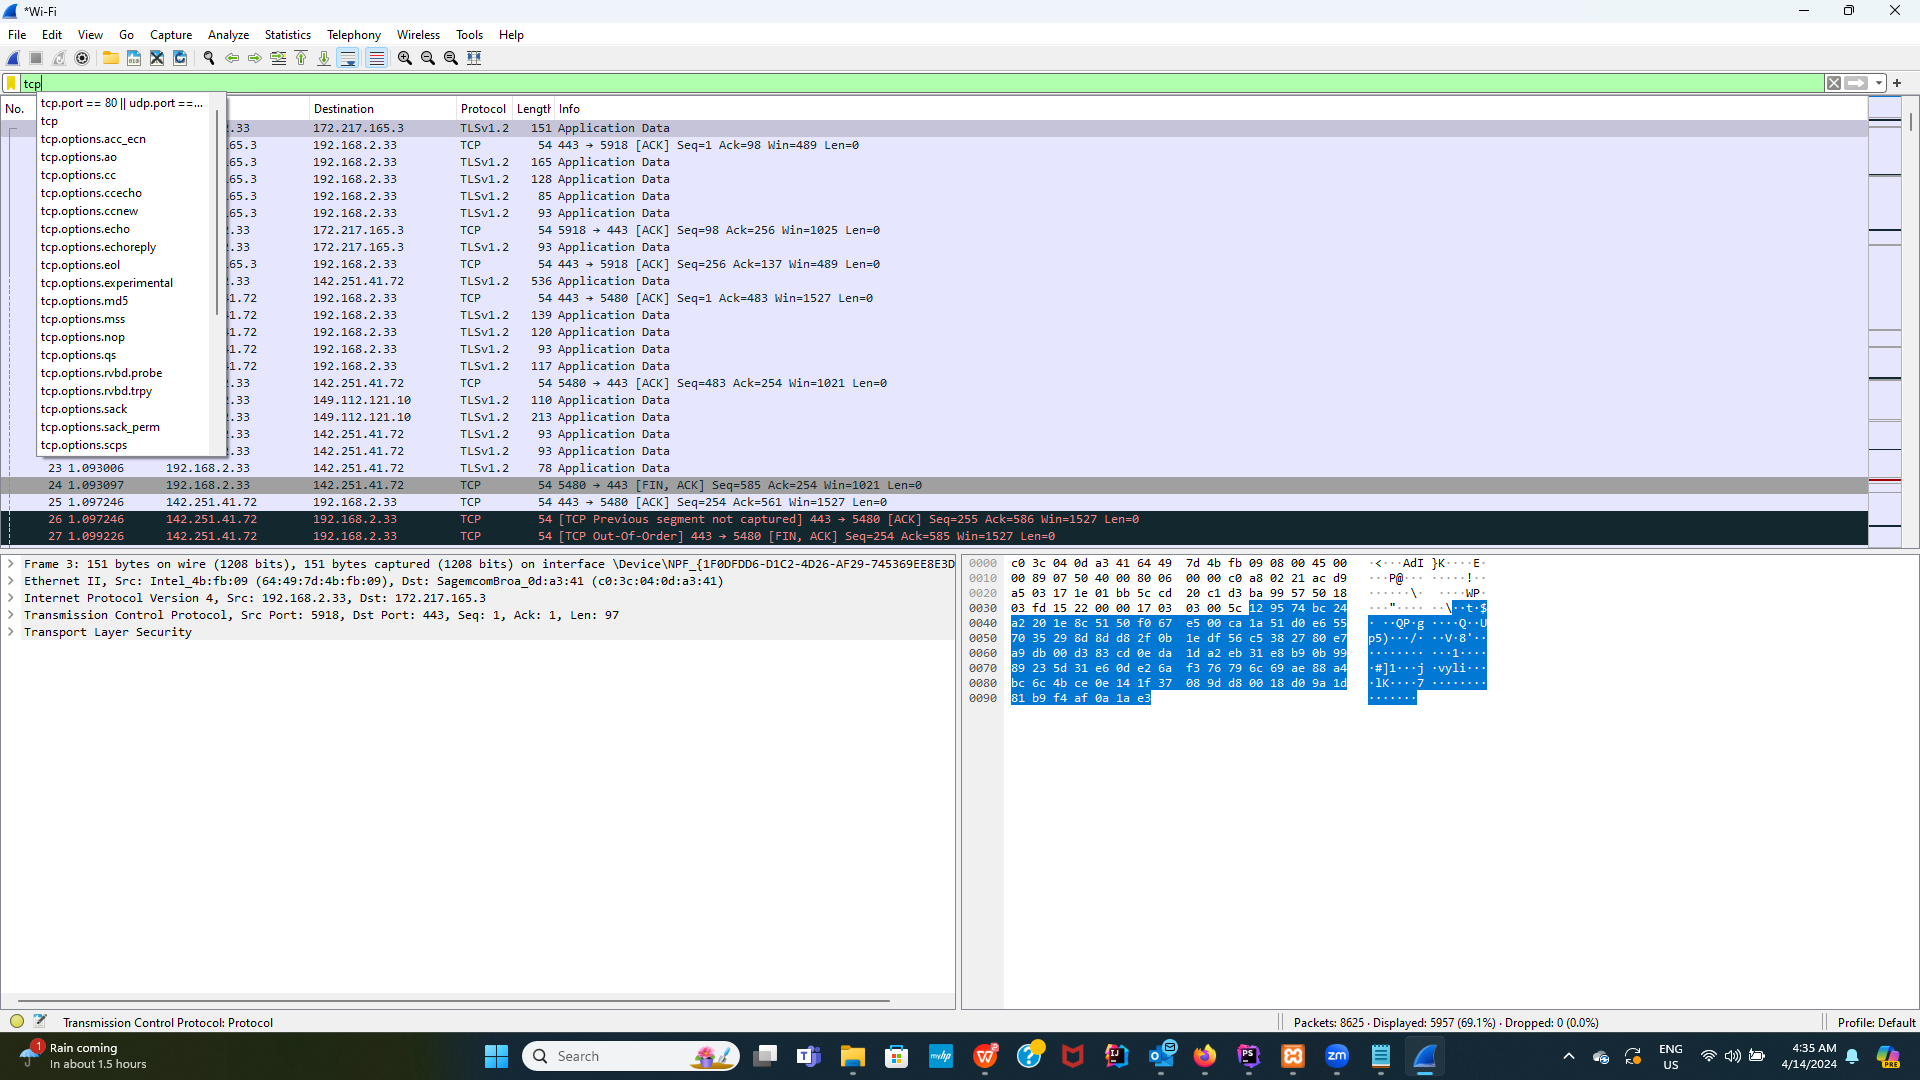 *Wi-Fi
File Edit View Go Capture Analyze Statistics Telephony Wireless Tools Help
tcp
No. Destination Protocol Length Info
tcp.port == 80 || udp.port ==...
tcp
tcp.options.acc_ecn
tcp.options.ao
tcp.options.cc
tcp.options.ccecho
tcp.options.ccnew
tcp.options.echo
tcp.options.echoreply
tcp.options.eol
tcp.options.experimental
tcp.options.md5
tcp.options.mss
tcp.options.nop
tcp.options.qs
tcp.options.rvbd.probe
tcp.options.rvbd.trpy
tcp.options.sack
tcp.options.sack_perm
tcp.options.scps
.33 172.217.165.3 TLSv1.2 151 Application Data
65.3 192.168.2.33 TCP 54 443 → 5918 [ACK] Seq=1 Ack=98 Win=489 Len=0
65.3 192.168.2.33 TLSv1.2 165 Application Data
65.3 192.168.2.33 TLSv1.2 128 Application Data
65.3 192.168.2.33 TLSv1.2 85 Application Data
65.3 192.168.2.33 TLSv1.2 93 Application Data
.33 172.217.165.3 TCP 54 5918 → 443 [ACK] Seq=98 Ack=256 Win=1025 Len=0
.33 172.217.165.3 TLSv1.2 93 Application Data
65.3 192.168.2.33 TCP 54 443 → 5918 [ACK] Seq=256 Ack=137 Win=489 Len=0
.33 142.251.41.72 TLSv1.2 536 Application Data
1.72 192.168.2.33 TCP 54 443 → 5480 [ACK] Seq=1 Ack=483 Win=1527 Len=0
1.72 192.168.2.33 TLSv1.2 139 Application Data
1.72 192.168.2.33 TLSv1.2 120 Application Data
1.72 192.168.2.33 TLSv1.2 93 Application Data
1.72 192.168.2.33 TLSv1.2 117 Application Data
.33 142.251.41.72 TCP 54 5480 → 443 [ACK] Seq=483 Ack=254 Win=1021 Len=0
.33 149.112.121.10 TLSv1.2 110 Application Data
.33 149.112.121.10 TLSv1.2 213 Application Data
.33 142.251.41.72 TLSv1.2 93 Application Data
.33 142.251.41.72 TLSv1.2 93 Application Data
23 1.093006 192.168.2.33 142.251.41.72 TLSv1.2 78 Application Data
24 1.093097 192.168.2.33 142.251.41.72 TCP 54 5480 → 443 [FIN, ACK] Seq=585 Ack=254 Win=1021 Len=0
25 1.097246 142.251.41.72 192.168.2.33 TCP 54 443 → 5480 [ACK] Seq=254 Ack=561 Win=1527 Len=0
26 1.097246 142.251.41.72 192.168.2.33 TCP 54 [TCP Previous segment not captured] 443 → 5480 [ACK] Seq=255 Ack=586 Win=1527 Len=0
27 1.099226 142.251.41.72 192.168.2.33 TCP 54 [TCP Out-Of-Order] 443 → 5480 [FIN, ACK] Seq=254 Ack=585 Win=1527 Len=0
Frame 3: 151 bytes on wire (1208 bits), 151 bytes captured (1208 bits) on interface \Device\NPF_{1F0DFDD6-D1C2-4D26-AF29-745369EE8E3D
Ethernet II, Src: Intel_4b:fb:09 (64:49:7d:4b:fb:09), Dst: SagemcomBroa_0d:a3:41 (c0:3c:04:0d:a3:41)
Internet Protocol Version 4, Src: 192.168.2.33, Dst: 172.217.165.3
Transmission Control Protocol, Src Port: 5918, Dst Port: 443, Seq: 1, Ack: 1, Len: 97
Transport Layer Security
0000 c0 3c 04 0d a3 41 64 49 7d 4b fb 09 08 00 45 00 ·<···AdI }K····E·
0010 00 89 07 50 40 00 80 06 00 00 c0 a8 02 21 ac d9 ···P@··· ·····!··
0020 a5 03 17 1e 01 bb 5c cd 20 c1 d3 ba 99 57 50 18 ······\· ····WP·
0030 03 fd 15 22 00 00 17 03 03 00 5c 12 95 74 bc 24 ···"···· ··\··t·$
0040 a2 20 1e 8c 51 50 f0 67 e5 00 ca 1a 51 d0 e6 55 · ··QP·g ····Q··U
0050 70 35 29 8d 8d d8 2f 0b 1e df 56 c5 38 27 80 e7 p5)···/· ··V·8'··
0060 a9 db 00 d3 83 cd 0e da 1d a2 eb 31 e8 b9 0b 99 ········ ···1····
0070 89 23 5d 31 e6 0d e2 6a f3 76 79 6c 69 ae 88 a4 ·#]1···j ·vyli···
0080 bc 6c 4b ce 0e 14 1f 37 08 9d d8 00 18 d0 9a 1d ·lK····7 ········
0090 81 b9 f4 af 0a 1a e3 ·······
Transmission Control Protocol: Protocol
Packets: 8625 · Displayed: 5957 (69.1%) · Dropped: 0 (0.0%)
Profile: Default
1
Rain coming
In about 1.5 hours
Search
myhp
IJ
PS
zm
PRE
ENG
US
4:35 AM
4/14/2024